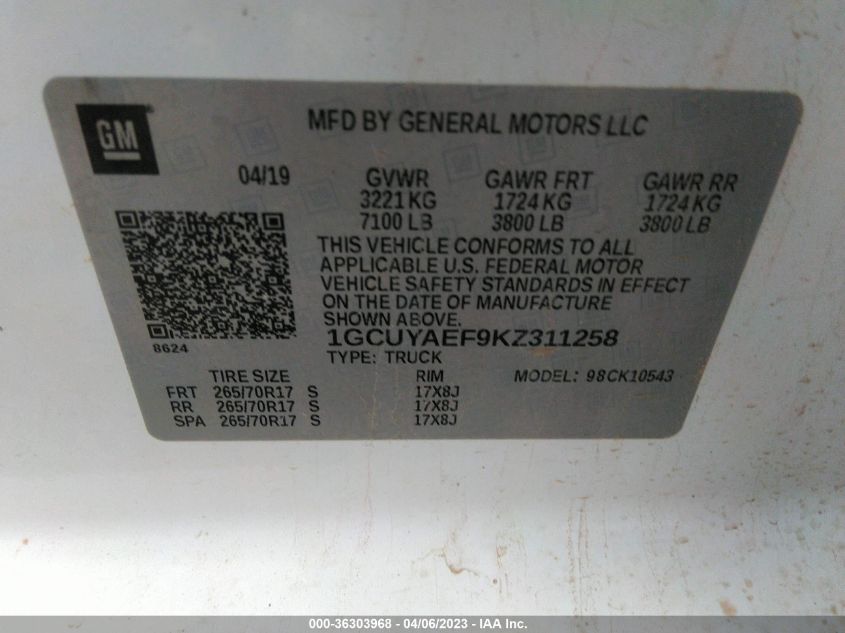 GM
MFD BY GENERAL MOTORS LLC
04/19 GVWR GAWR FRT GAWR RR
3221 KG 1724 KG 1724 KG
7100 LB 3800 LB 3800 LB
THIS VEHICLE CONFORMS TO ALL
APPLICABLE U.S. FEDERAL MOTOR
VEHICLE SAFETY STANDARDS IN EFFECT
ON THE DATE OF MANUFACTURE
SHOWN ABOVE.
8624 1GCUYAEF9KZ311258
TYPE: TRUCK
TIRE SIZE RIM MODEL: 98CK10543
FRT 265/70R17 S 17X8J
RR 265/70R17 S 17X8J
SPA 265/70R17 S 17X8J
000-36303968 - 04/06/2023 - IAA Inc.